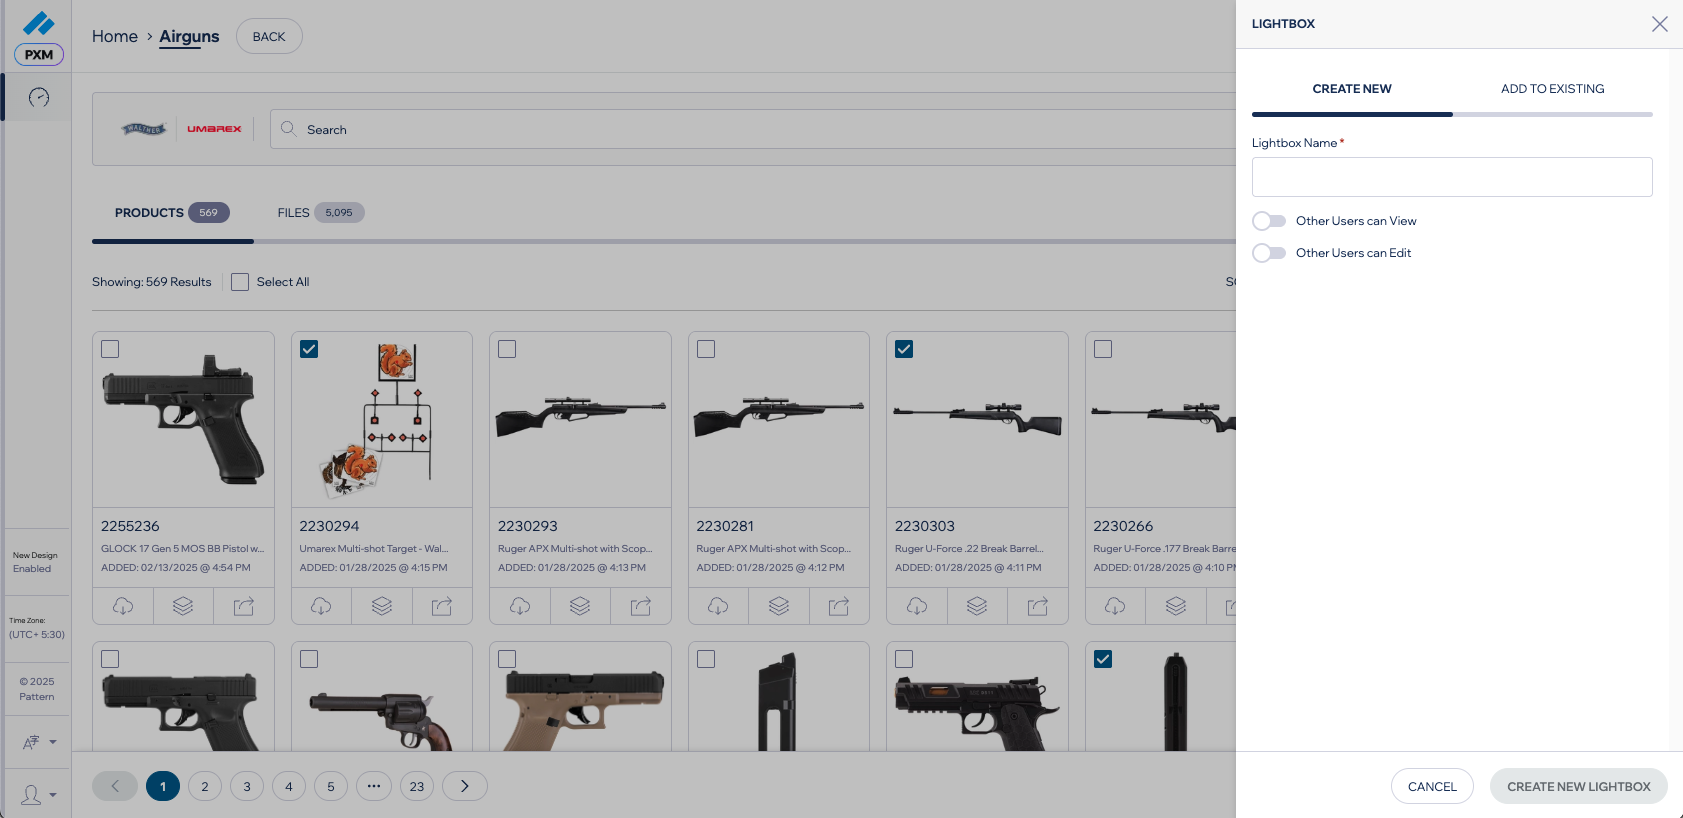 PXM
Home > Airguns
BACK
WALTHER
UMAREX
Search
PRODUCTS 569
FILES 5,095
Showing: 569 Results
Select All
SO
2255236
GLOCK 17 Gen 5 MOS BB Pistol w...
ADDED: 02/13/2025 @ 4:54 PM
2230294
Umarex Multi-shot Target - Wal...
ADDED: 01/28/2025 @ 4:15 PM
2230293
Ruger APX Multi-shot with Scop...
ADDED: 01/28/2025 @ 4:13 PM
2230281
Ruger APX Multi-shot with Scop...
ADDED: 01/28/2025 @ 4:12 PM
2230303
Ruger U-Force .22 Break Barrel...
ADDED: 01/28/2025 @ 4:11 PM
2230266
Ruger U-Force .177 Break Barre
ADDED: 01/28/2025 @ 4:10 PM
New Design
Enabled
Time Zone:
(UTC+ 5:30)
© 2025
Pattern
1
2
3
4
5
...
23
LIGHTBOX
CREATE NEW
ADD TO EXISTING
Lightbox Name*
Other Users can View
Other Users can Edit
CANCEL
CREATE NEW LIGHTBOX